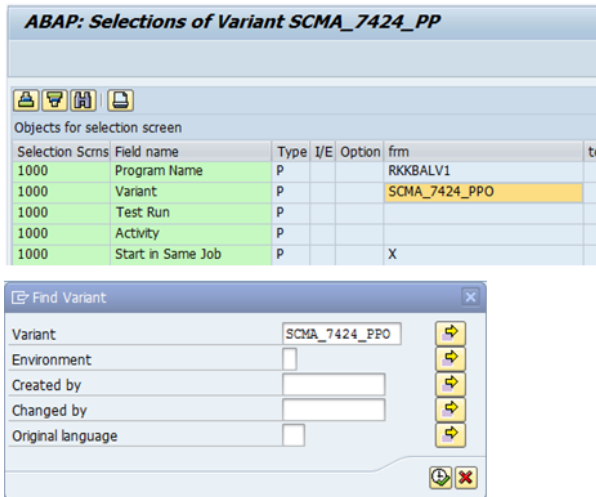 ABAP: Selections of Variant SCMA_7424_PP
Objects for selection screen
Selection Scrns Field name Type I/E Option frm
1000 Program Name P RKKBALV1
1000 Variant P SCMA_7424_PPO
1000 Test Run P
1000 Activity P
1000 Start in Same Job P X
Find Variant
Variant SCMA_7424_PPO
Environment
Created by
Changed by
Original language